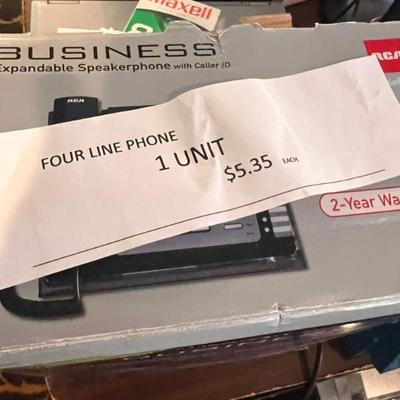 maxell
BUSINESS
Expandable Speakerphone with Caller ID
RCA
RCA
FOUR LINE PHONE
1 UNIT
$5.35 EACH
2-Year Wa